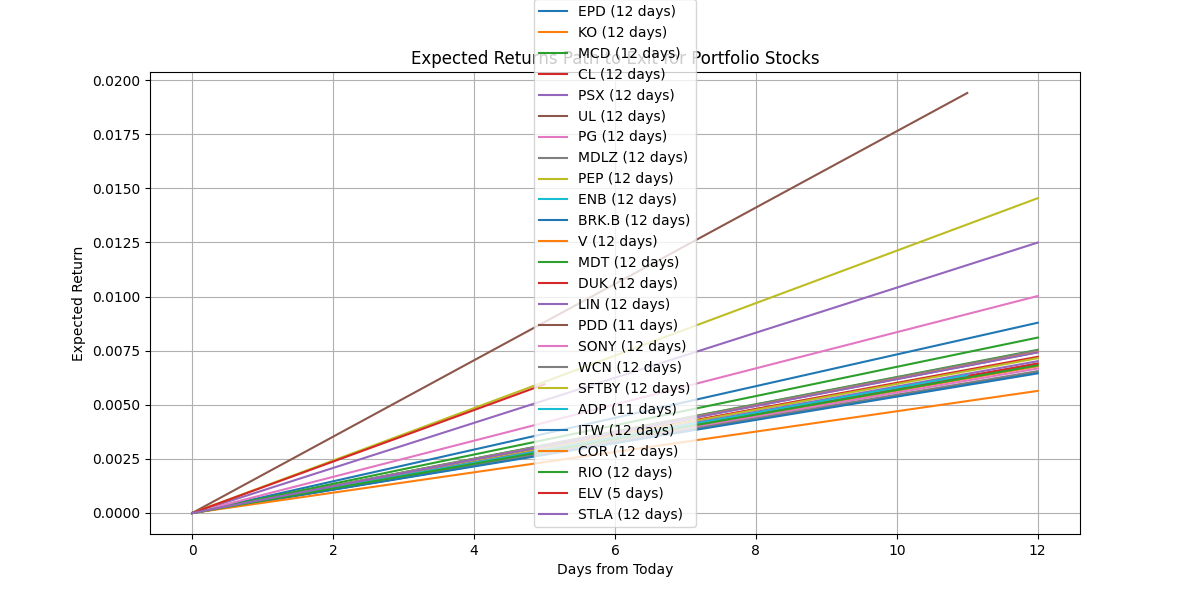 Expected Returns Path to Exit for Portfolio Stocks
EPD (12 days)
KO (12 days)
MCD (12 days)
CL (12 days)
PSX (12 days)
UL (12 days)
PG (12 days)
MDLZ (12 days)
PEP (12 days)
ENB (12 days)
BRK.B (12 days)
V (12 days)
MDT (12 days)
DUK (12 days)
LIN (12 days)
PDD (11 days)
SONY (12 days)
WCN (12 days)
SFTBY (12 days)
ADP (11 days)
ITW (12 days)
COR (12 days)
RIO (12 days)
ELV (5 days)
STLA (12 days)
Expected Return
0.0200
0.0175
0.0150
0.0125
0.0100
0.0075
0.0050
0.0025
0.0000
0
2
4
6
8
10
12
Days from Today